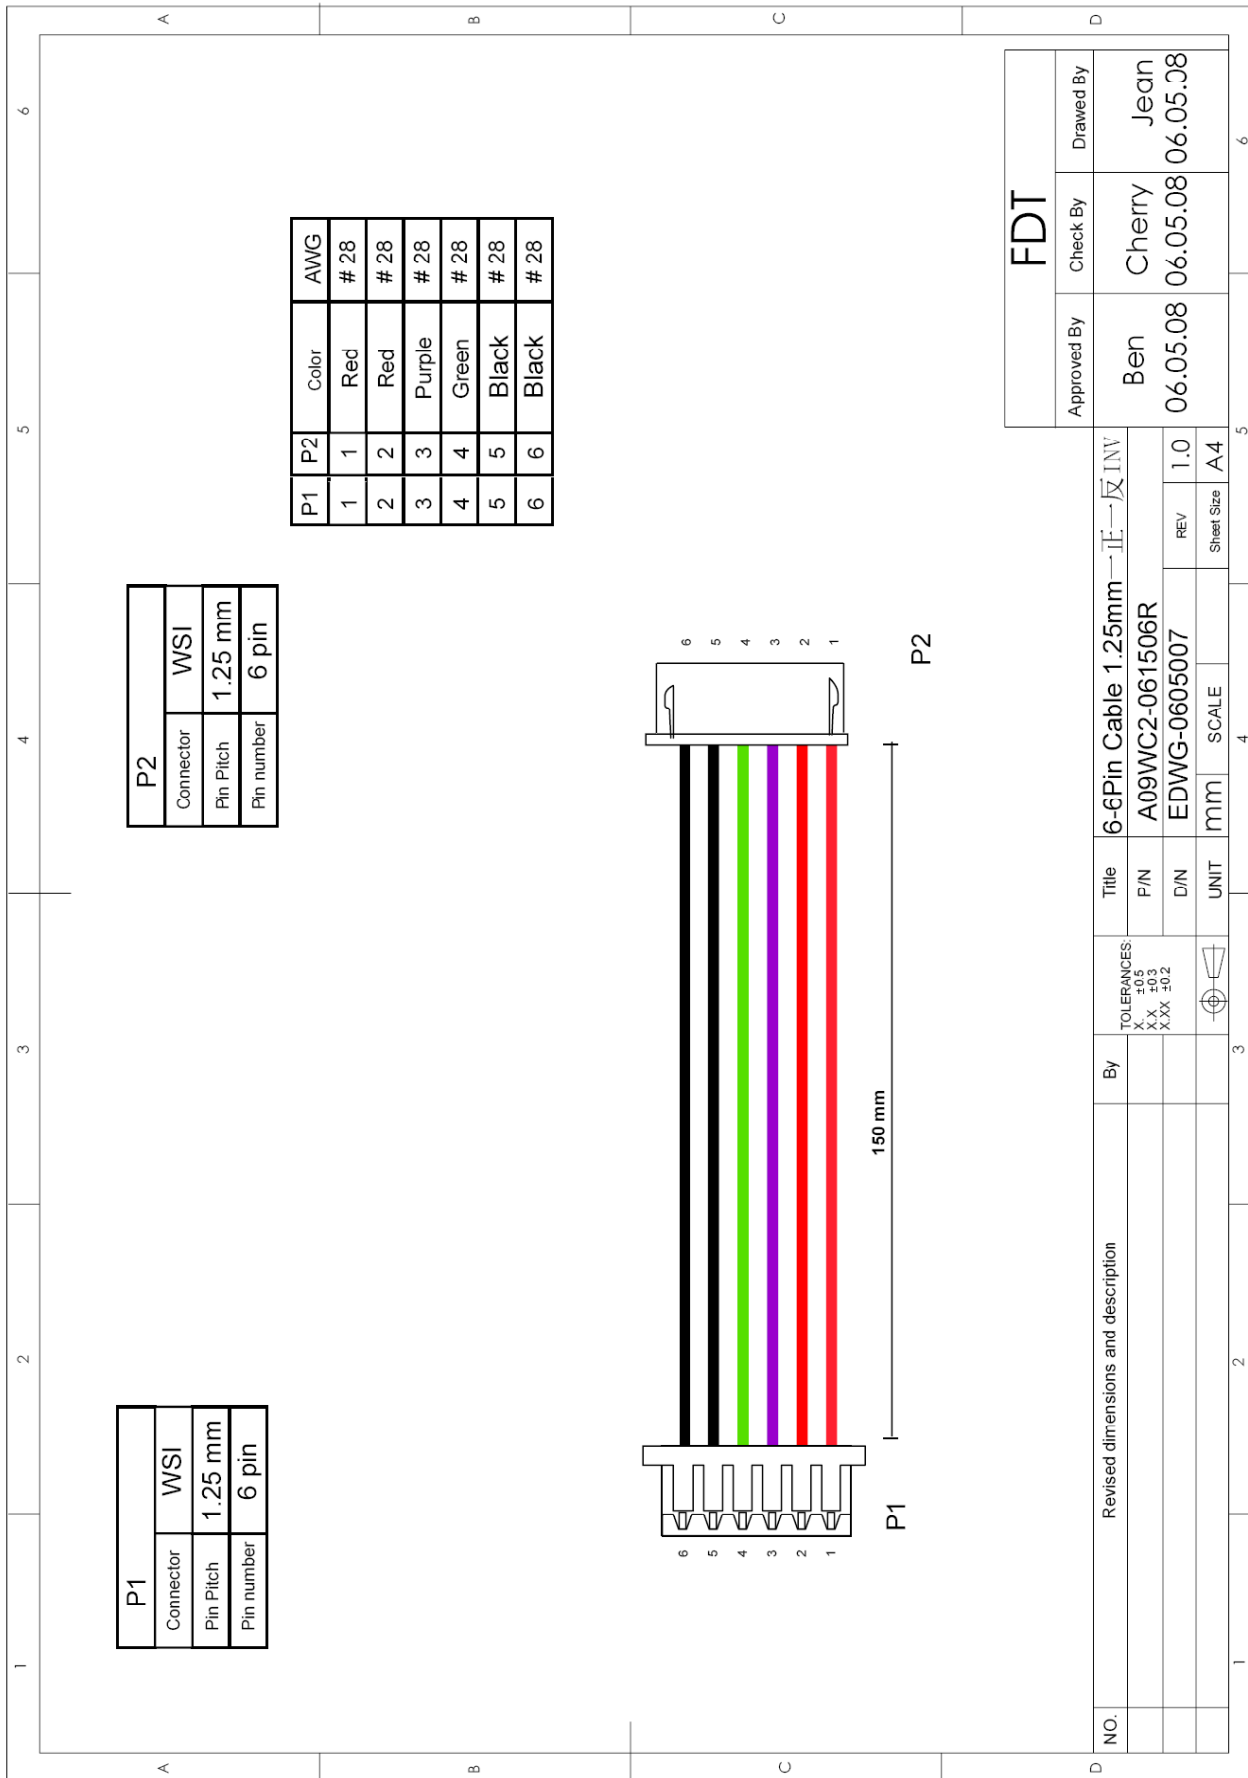 1 2 3 4 5 6
A A
B B
C C
D D
P1
Connector WSI
Pin Pitch 1.25 mm
Pin number 6 pin
P2
Connector WSI
Pin Pitch 1.25 mm
Pin number 6 pin
P1 P2 Color AWG
1 1 Red # 28
2 2 Red # 28
3 3 Purple # 28
4 4 Green # 28
5 5 Black # 28
6 6 Black # 28
6 6
5 5
4 4
3 3
2 2
1 1
150 mm
P1
P2
FDT
Approved By Check By Drawed By
Ben Cherry Jean
06.05.08 06.05.08 06.05.08
NO. Revised dimensions and description By
TOLERANCES:
X. ±0.5
X.X ±0.3
X.XX ±0.2
Title 6-6Pin Cable 1.25mm一正一反INV
P/N A09WC2-061506R
D/N EDWG-0605007 REV 1.0
UNIT mm SCALE Sheet Size A4
1 2 3 4 5 6